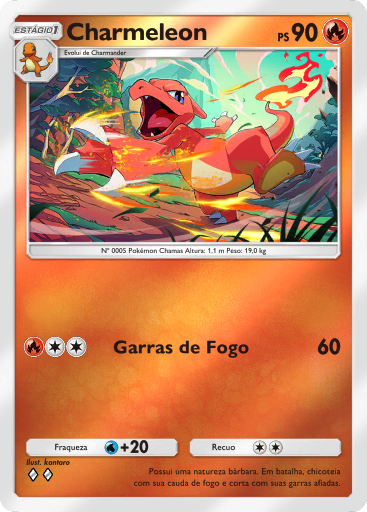 ESTÁGIO 1
Charmeleon
PS 90
Evolui de Charmander
Nº 0005 Pokémon Chamas Altura: 1,1 m Peso: 19,0 kg
Garras de Fogo 60
Fraqueza +20 Recuo
Ilust. kantaro
Possui uma natureza bárbara. Em batalha, chicoteia
com sua cauda de fogo e corta com suas garras afiadas.